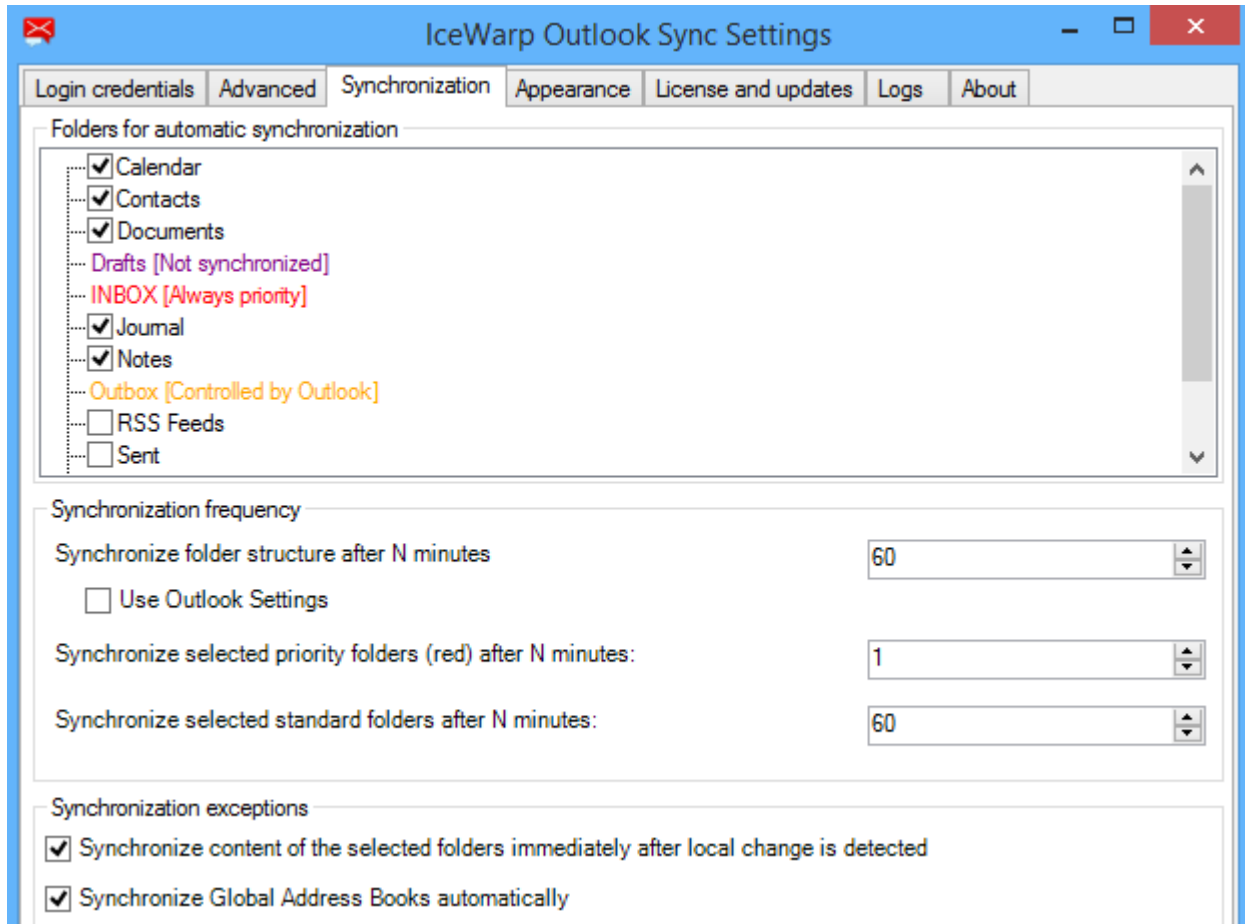 IceWarp Outlook Sync Settings
Login credentials Advanced Synchronization Appearance License and updates Logs About
Folders for automatic synchronization
Calendar
Contacts
Documents
Drafts [Not synchronized]
INBOX [Always priority]
Journal
Notes
Outbox [Controlled by Outlook]
RSS Feeds
Sent
Synchronization frequency
Synchronize folder structure after N minutes 60
Use Outlook Settings
Synchronize selected priority folders (red) after N minutes: 1
Synchronize selected standard folders after N minutes: 60
Synchronization exceptions
Synchronize content of the selected folders immediately after local change is detected
Synchronize Global Address Books automatically